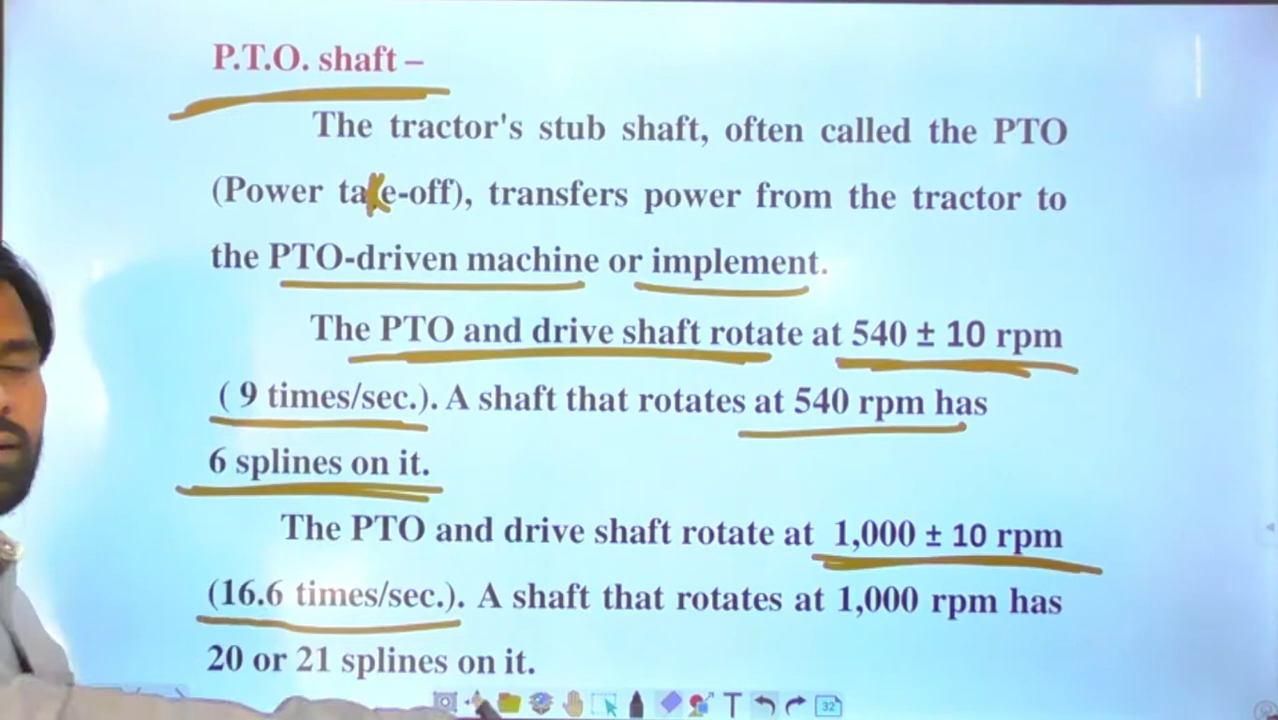 P.T.O. shaft –
The tractor's stub shaft, often called the PTO
(Power take-off), transfers power from the tractor to
the PTO-driven machine or implement.
The PTO and drive shaft rotate at 540 ± 10 rpm
( 9 times/sec.). A shaft that rotates at 540 rpm has
6 splines on it.
The PTO and drive shaft rotate at 1,000 ± 10 rpm
(16.6 times/sec.). A shaft that rotates at 1,000 rpm has
20 or 21 splines on it.
T 32